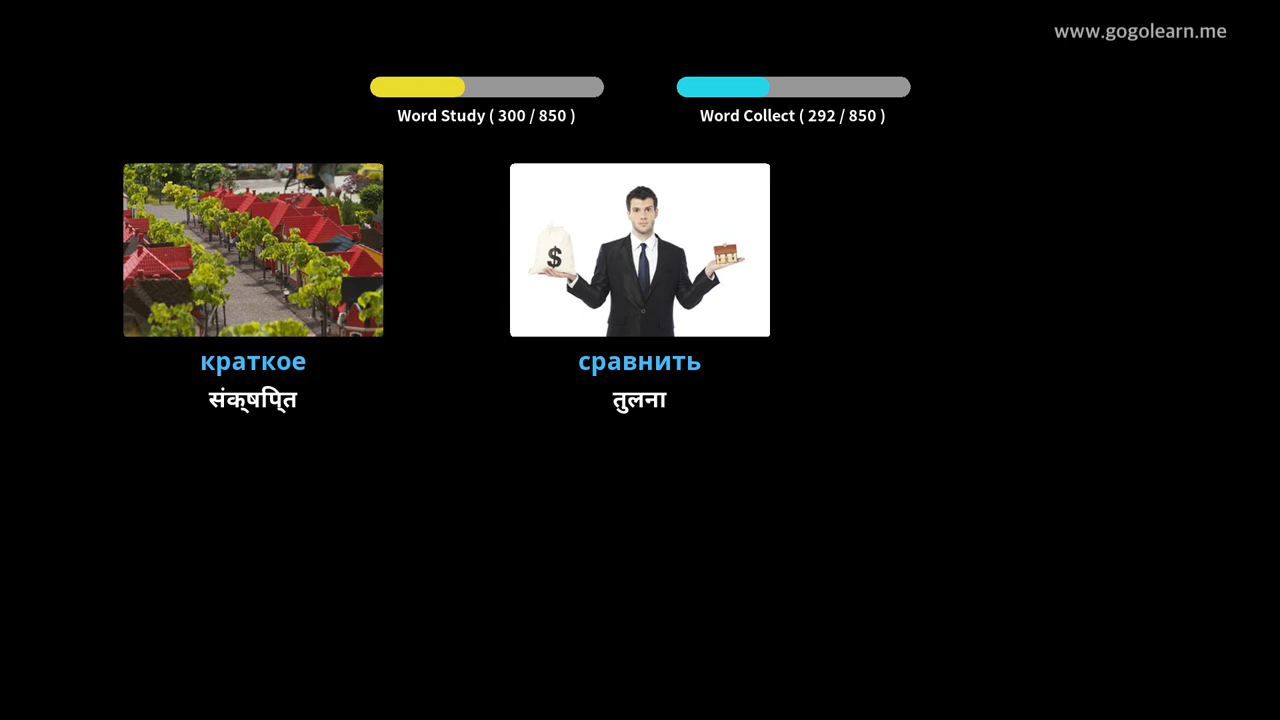 www.gogolearn.me
Word Study ( 300 / 850 )
Word Collect ( 292 / 850 )
краткое
сравнить
संक्षिप्त
तुलना
$